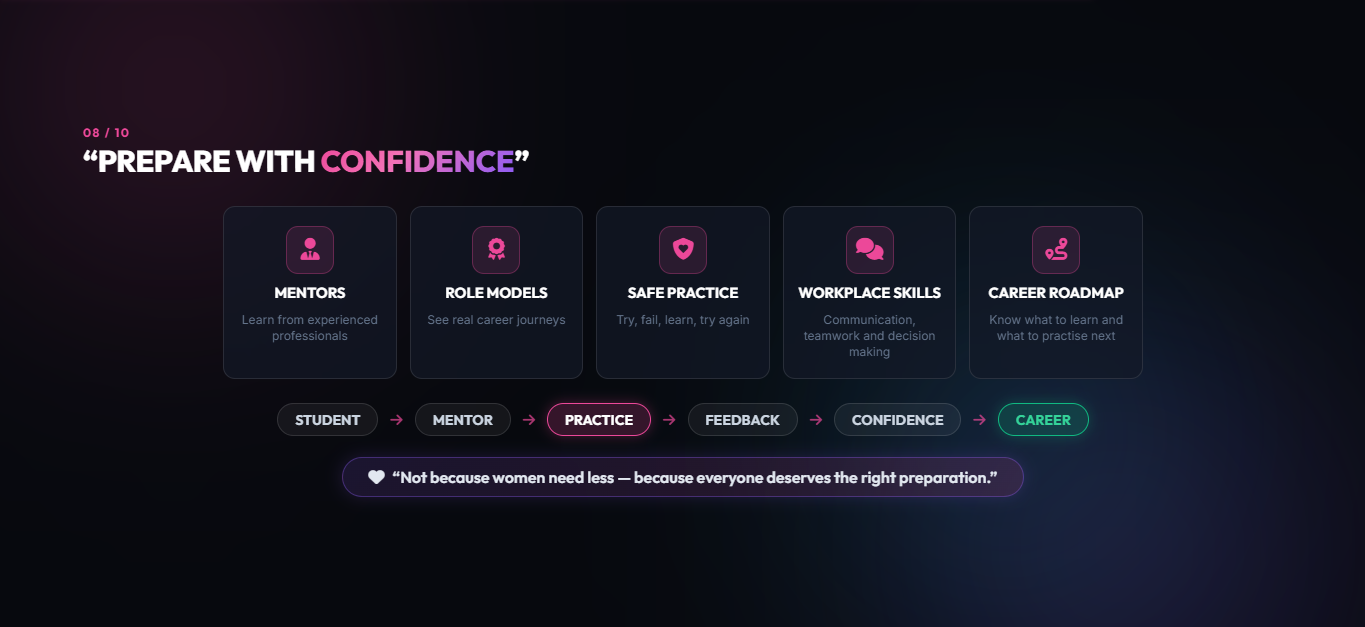 08 / 10
“PREPARE WITH CONFIDENCE”
MENTORS
Learn from experienced
professionals
ROLE MODELS
See real career journeys
SAFE PRACTICE
Try, fail, learn, try again
WORKPLACE SKILLS
Communication,
teamwork and decision
making
CAREER ROADMAP
Know what to learn and
what to practise next
STUDENT → MENTOR → PRACTICE → FEEDBACK → CONFIDENCE → CAREER
“Not because women need less — because everyone deserves the right preparation.”